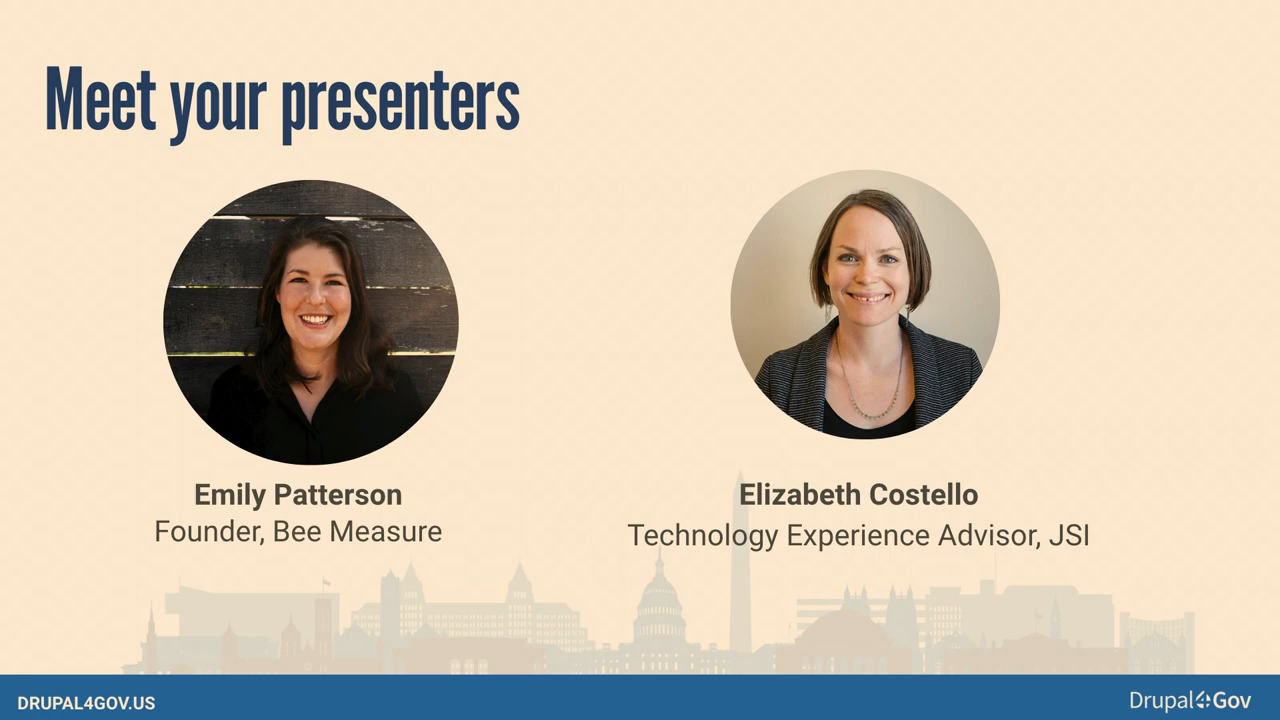 Meet your presenters
Emily Patterson
Founder, Bee Measure
Elizabeth Costello
Technology Experience Advisor, JSI
DRUPAL4GOV.US
Drupal4Gov